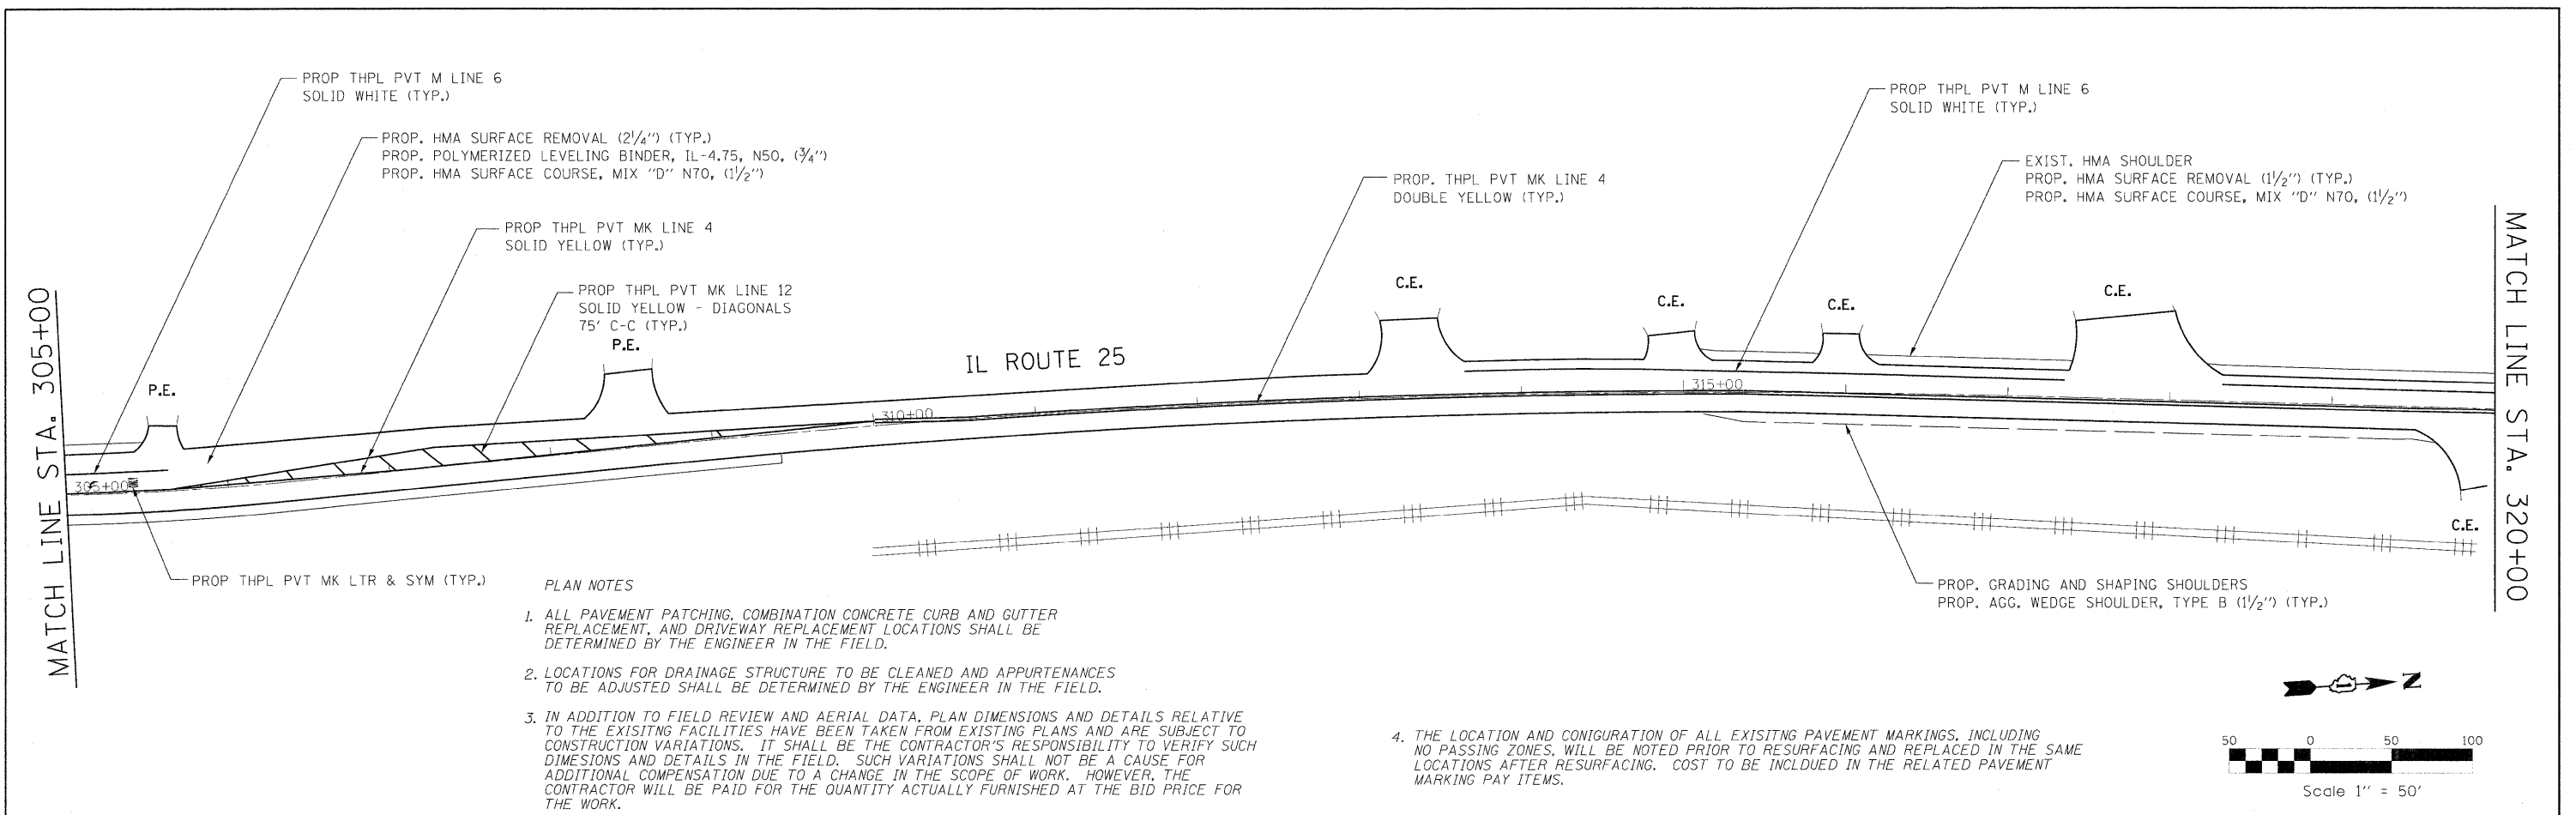 PROP THPL PVT M LINE 6
SOLID WHITE (TYP.)
PROP. HMA SURFACE REMOVAL (2¼") (TYP.)
PROP. POLYMERIZED LEVELING BINDER, IL-4.75, N50, (¾")
PROP. HMA SURFACE COURSE, MIX "D" N70, (1½")
PROP THPL PVT MK LINE 4
SOLID YELLOW (TYP.)
PROP THPL PVT MK LINE 12
SOLID YELLOW - DIAGONALS
75' C-C (TYP.)
PROP. THPL PVT MK LINE 4
DOUBLE YELLOW (TYP.)
PROP THPL PVT M LINE 6
SOLID WHITE (TYP.)
EXIST. HMA SHOULDER
PROP. HMA SURFACE REMOVAL (1½") (TYP.)
PROP. HMA SURFACE COURSE, MIX "D" N70, (1½")
MATCH LINE STA. 305+00
P.E.
P.E.
IL ROUTE 25
C.E.
C.E.
C.E.
C.E.
C.E.
305+00
310+00
315+00
MATCH LINE STA. 320+00
PROP THPL PVT MK LTR & SYM (TYP.)
PROP. GRADING AND SHAPING SHOULDERS
PROP. AGG. WEDGE SHOULDER, TYPE B (1½") (TYP.)
PLAN NOTES
1. ALL PAVEMENT PATCHING, COMBINATION CONCRETE CURB AND GUTTER
REPLACEMENT, AND DRIVEWAY REPLACEMENT LOCATIONS SHALL BE
DETERMINED BY THE ENGINEER IN THE FIELD.
2. LOCATIONS FOR DRAINAGE STRUCTURE TO BE CLEANED AND APPURTENANCES
TO BE ADJUSTED SHALL BE DETERMINED BY THE ENGINEER IN THE FIELD.
3. IN ADDITION TO FIELD REVIEW AND AERIAL DATA, PLAN DIMENSIONS AND DETAILS RELATIVE
TO THE EXISITNG FACILITIES HAVE BEEN TAKEN FROM EXISTING PLANS AND ARE SUBJECT TO
CONSTRUCTION VARIATIONS. IT SHALL BE THE CONTRACTOR'S RESPONSIBILITY TO VERIFY SUCH
DIMESIONS AND DETAILS IN THE FIELD. SUCH VARIATIONS SHALL NOT BE A CAUSE FOR
ADDITIONAL COMPENSATION DUE TO A CHANGE IN THE SCOPE OF WORK. HOWEVER, THE
CONTRACTOR WILL BE PAID FOR THE QUANTITY ACTUALLY FURNISHED AT THE BID PRICE FOR
THE WORK.
4. THE LOCATION AND CONIGURATION OF ALL EXISITNG PAVEMENT MARKINGS, INCLUDING
NO PASSING ZONES, WILL BE NOTED PRIOR TO RESURFACING AND REPLACED IN THE SAME
LOCATIONS AFTER RESURFACING. COST TO BE INCLDUED IN THE RELATED PAVEMENT
MARKING PAY ITEMS.
N
50 0 50 100
Scale 1" = 50'